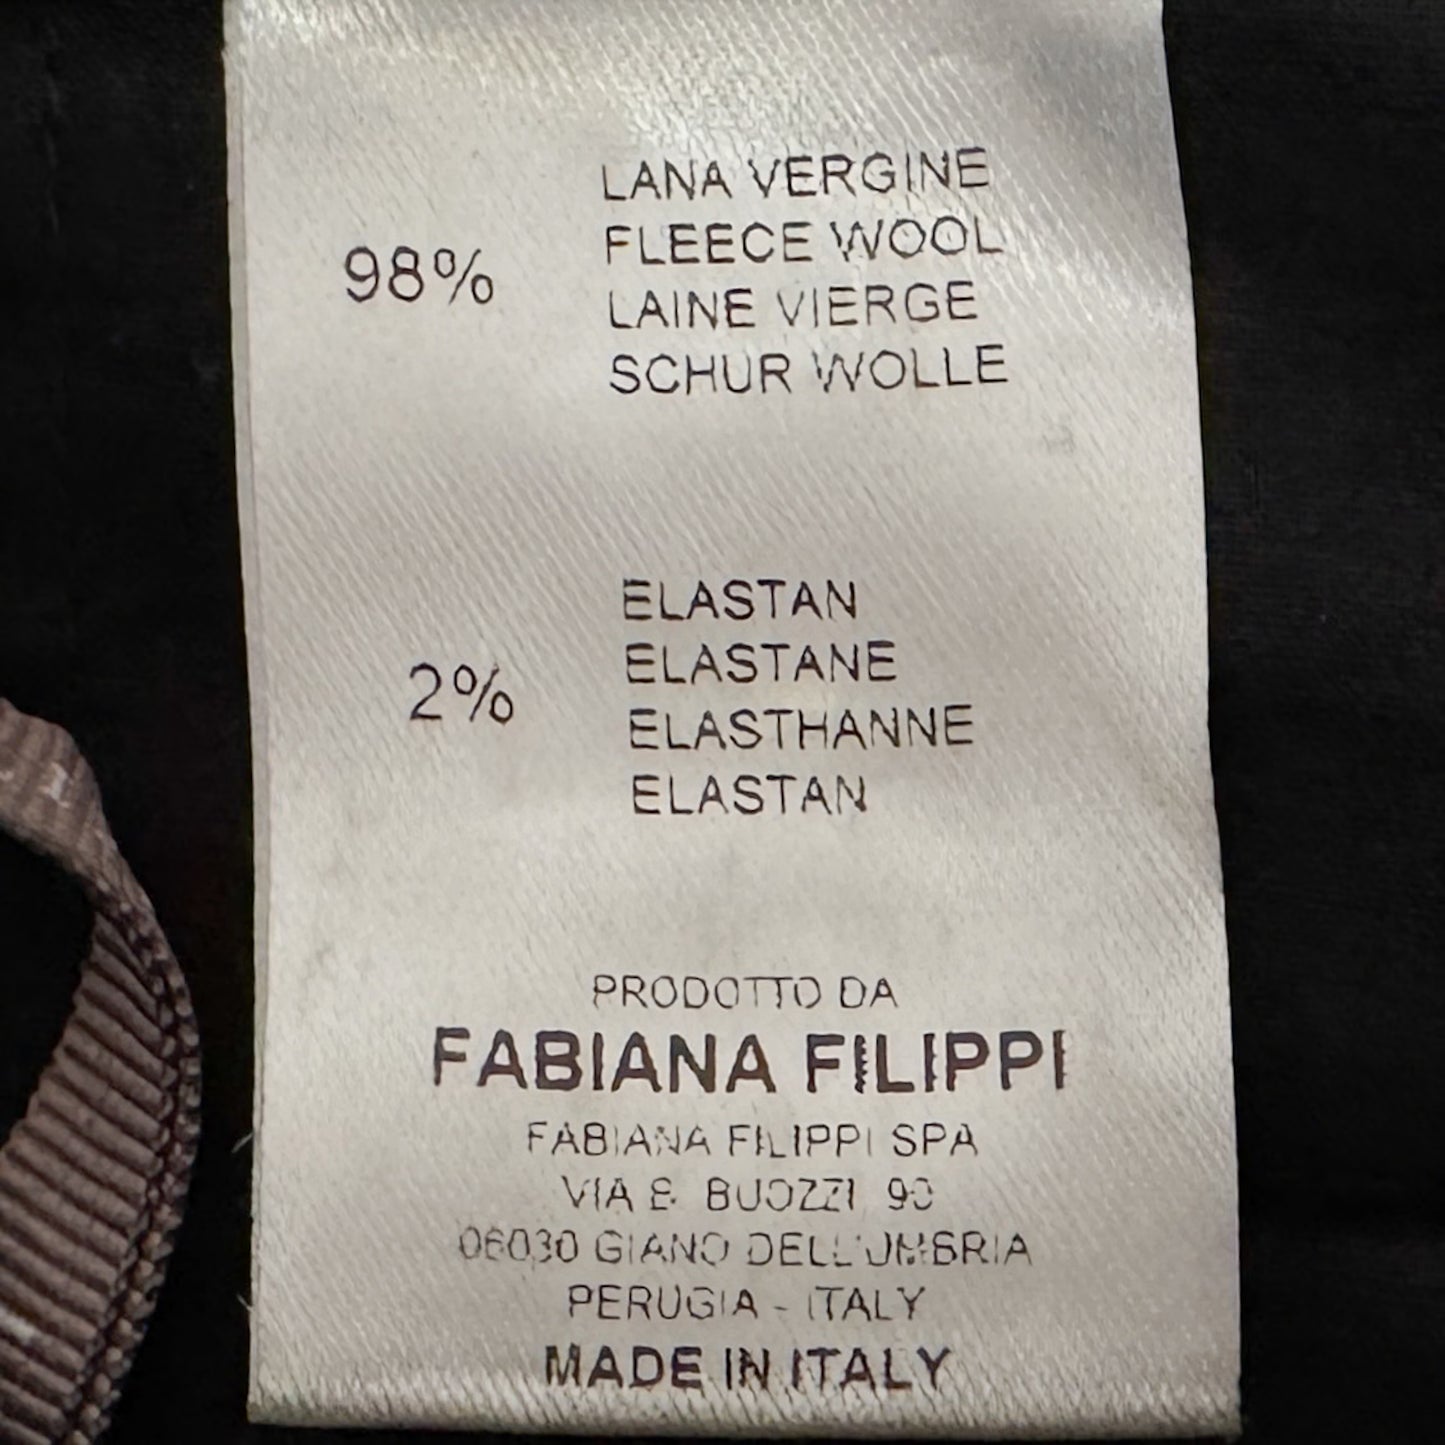 98%
LANA VERGINE
FLEECE WOOL
LAINE VIERGE
SCHUR WOLLE
2%
ELASTAN
ELASTANE
ELASTHANNE
ELASTAN
PRODOTTO DA
FABIANA FILIPPI
FABIANA FILIPPI SPA
VIA B. BUOZZI 90
06030 GIANO DELL'UMBRIA
PERUGIA - ITALY
MADE IN ITALY